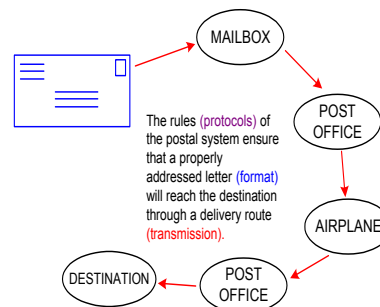 MAILBOX
POST
OFFICE
The rules (protocols) of
the postal system ensure
that a properly
addressed letter (format)
will reach the destination
through a delivery route
(transmission).
AIRPLANE
POST
OFFICE
DESTINATION